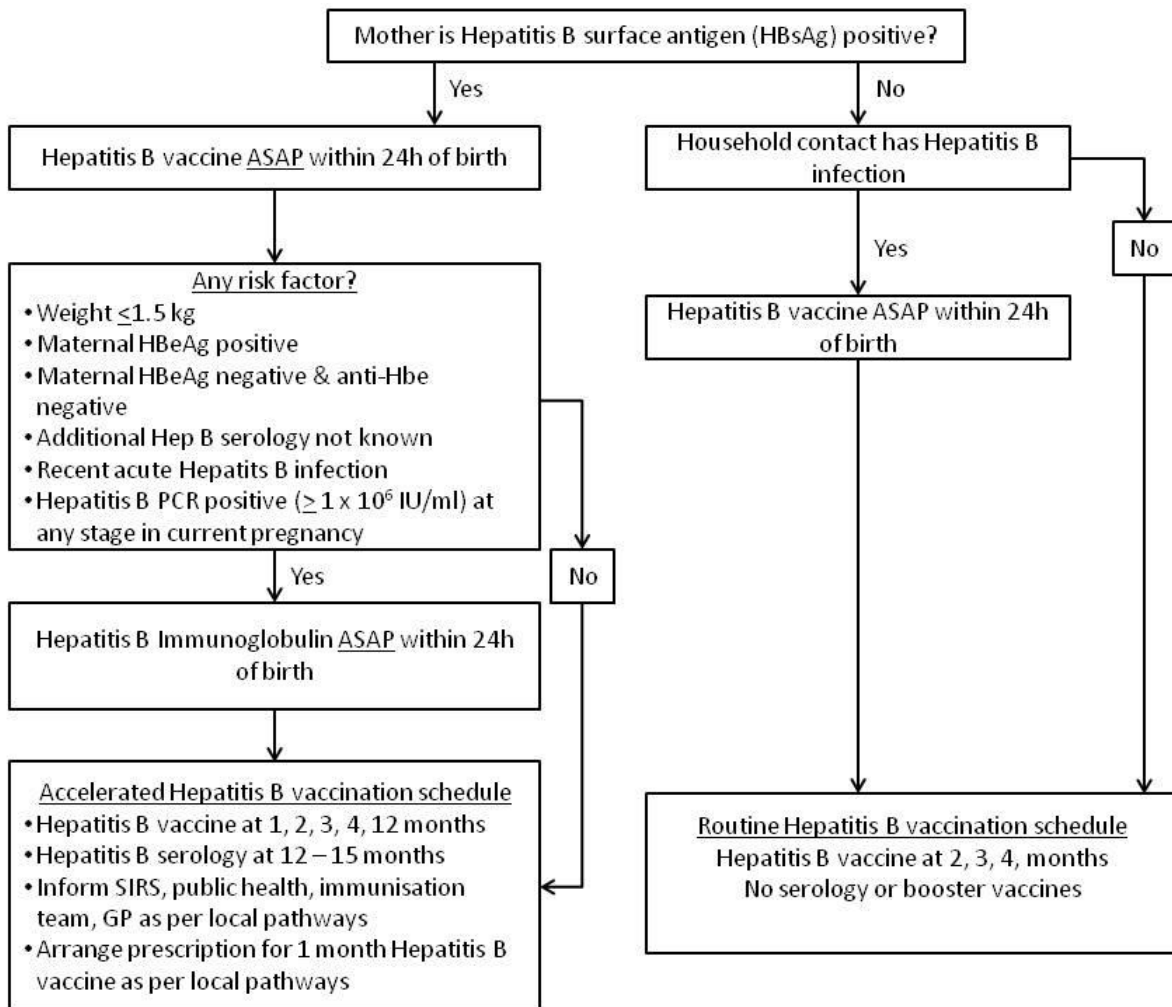 Mother is Hepatitis B surface antigen (HBsAg) positive?
Yes
No
Hepatitis B vaccine ASAP within 24h of birth
Household contact has Hepatitis B
infection
No
Yes
Any risk factor?
• Weight ≤1.5 kg
• Maternal HBeAg positive
• Maternal HBeAg negative & anti-Hbe
negative
• Additional Hep B serology not known
• Recent acute Hepatits B infection
• Hepatitis B PCR positive (≥ 1 x 10⁶ IU/ml) at
any stage in current pregnancy
Hepatitis B vaccine ASAP within 24h
of birth
Yes
No
Hepatitis B Immunoglobulin ASAP within 24h
of birth
Accelerated Hepatitis B vaccination schedule
• Hepatitis B vaccine at 1, 2, 3, 4, 12 months
• Hepatitis B serology at 12 – 15 months
• Inform SIRS, public health, immunisation
team, GP as per local pathways
• Arrange prescription for 1 month Hepatitis B
vaccine as per local pathways
Routine Hepatitis B vaccination schedule
Hepatitis B vaccine at 2, 3, 4, months
No serology or booster vaccines